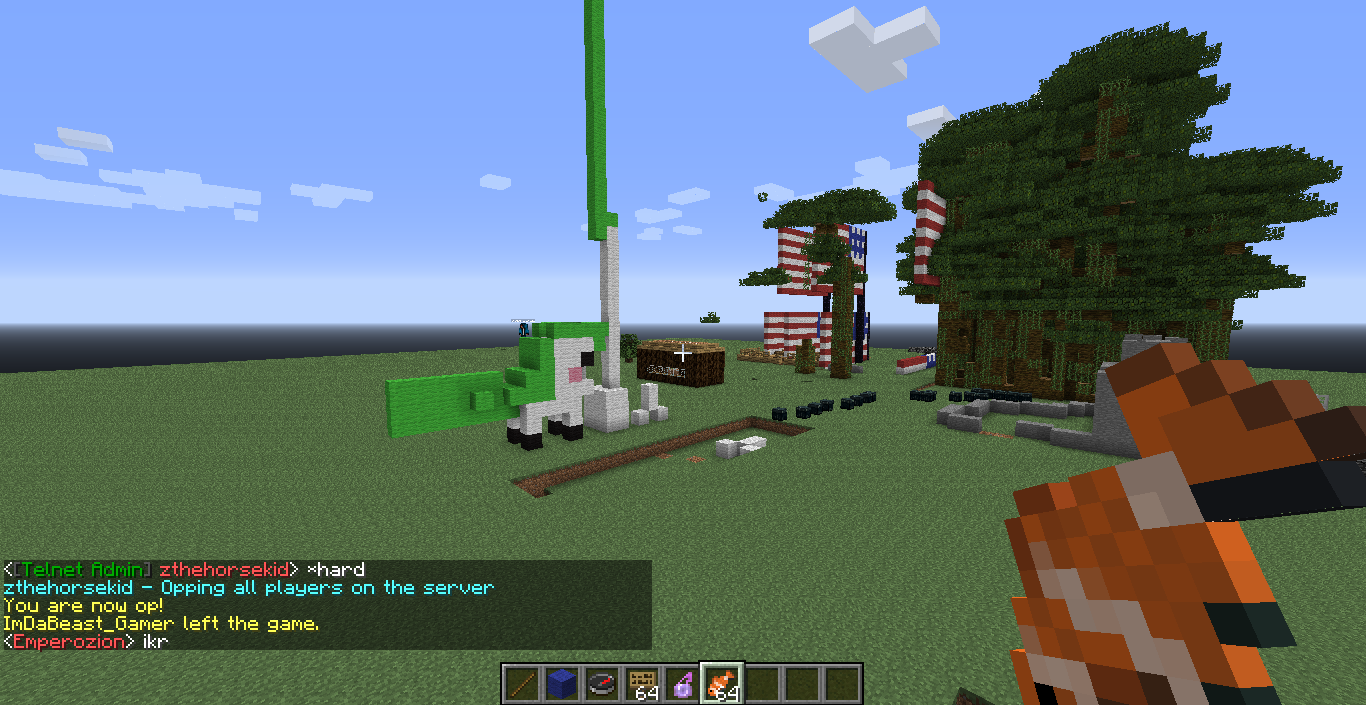 <[Telnet Admin] zthehorsekid> *hard
zthehorsekid - Opping all players on the server
You are now op!
ImDaBeast_Gamer left the game.
<Emperozion> ikr
64
64